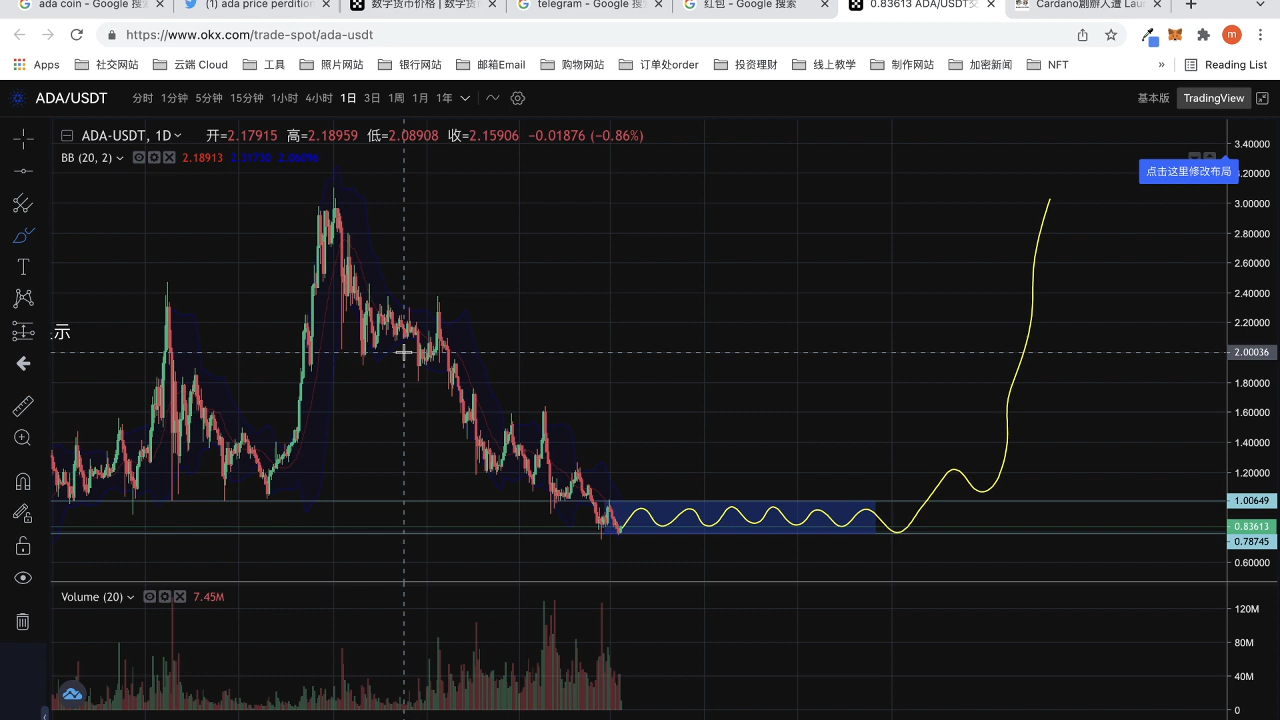 ada coin - Google 搜
(1) ada price perdition
数字货币价格 | 数字
telegram - Google 搜
红包 - Google 搜索
0.83613 ADA/USDT交
Cardano創辦人遭 Lau
https://www.okx.com/trade-spot/ada-usdt
m
Apps 社交网站 云端 Cloud 工具 照片网站 银行网站 邮箱Email 购物网站 订单处order 投资理财 线上教学 制作网站 加密新闻 NFT » Reading List
ADA/USDT 分时 1分钟 5分钟 15分钟 1小时 4小时 1日 3日 1周 1月 1年 基本版 TradingView
ADA-USDT, 1D 开=2.17915 高=2.18959 低=2.08908 收=2.15906 -0.01876 (-0.86%)
BB (20, 2) 2.18913
点击这里修改布局
3.40000
3.20000
3.00000
2.80000
2.60000
2.40000
2.20000
示
2.00036
1.80000
1.60000
1.40000
1.20000
1.00649
0.83613
0.78745
0.60000
Volume (20) 7.45M
120M
80M
40M
0